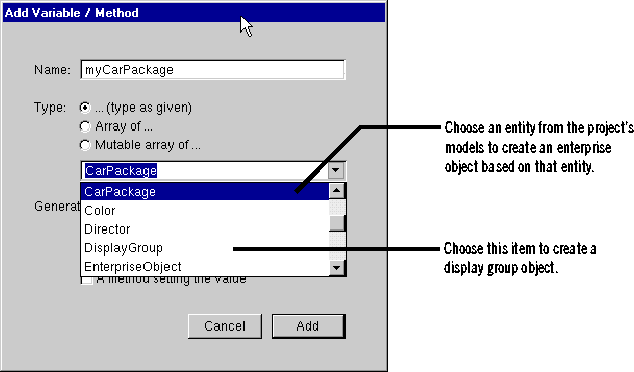 Add Variable / Method
Name: myCarPackage
Type: ... (type as given)
Array of ...
Mutable array of ...
CarPackage
CarPackage
Color
Director
DisplayGroup
EnterpriseObject
A method setting the value
Cancel Add
Choose an entity from the project's
models to create an enterprise
object based on that entity.
Choose this item to create a
display group object.